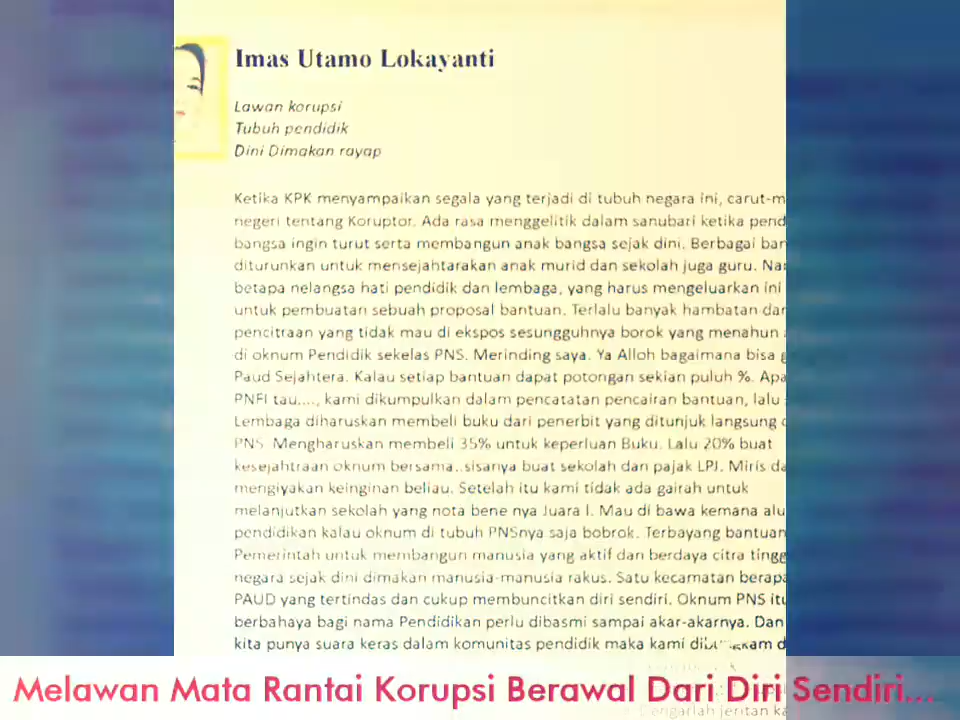 Imas Utamo Lokayanti
Lawan korupsi
Tubuh pendidik
Dini Dimakan rayap
Ketika KPK menyampaikan segala yang terjadi di tubuh negara ini, carut-m
negeri tentang Koruptor. Ada rasa menggelitik dalam sanubari ketika pend
bangsa ingin turut serta membangun anak bangsa sejak dini. Berbagai ban
diturunkan untuk mensejahtarakan anak murid dan sekolah juga guru. Na
betapa nelangsa hati pendidik dan lembaga, yang harus mengeluarkan ini
untuk pembuatan sebuah proposal bantuan. Terlalu banyak hambatan dar
pencitraan yang tidak mau di ekspos sesungguhnya borok yang menahun
di oknum Pendidik sekelas PNS. Merinding saya. Ya Alloh bagaimana bisa g
Paud Sejahtera. Kalau setiap bantuan dapat potongan sekian puluh %. Apa
PNFI tau...., kami dikumpulkan dalam pencatatan pencairan bantuan, lalu
Lembaga diharuskan membeli buku dari penerbit yang ditunjuk langsung
PNS. Mengharuskan membeli 35% untuk keperluan Buku. Lalu 20% buat
kesejahtraan oknum bersama..sisanya buat sekolah dan pajak LPJ. Miris da
mengiyakan keinginan beliau. Setelah itu kami tidak ada gairah untuk
melanjutkan sekolah yang nota bene nya Juara I. Mau di bawa kemana alu
pendidikan kalau oknum di tubuh PNSnya saja bobrok. Terbayang bantuan
Pemerintah untuk membangun manusia yang aktif dan berdaya citra tingg
negara sejak dini dimakan manusia-manusia rakus. Satu kecamatan berapa
PAUD yang tertindas dan cukup membuncitkan diri sendiri. Oknum PNS itu
berbahaya bagi nama Pendidikan perlu dibasmi sampai akar-akarnya. Dan
kita punya suara keras dalam komunitas pendidik maka kami
Melawan Mata Rantai Korupsi Berawal Dari Diri Sendiri...
Dengarlah jeritan ka